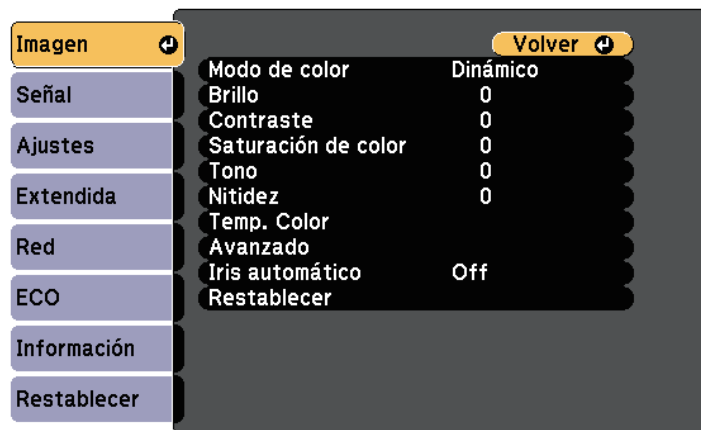 Imagen
Señal
Ajustes
Extendida
Red
ECO
Información
Restablecer
Volver
Modo de color Dinámico
Brillo 0
Contraste 0
Saturación de color 0
Tono 0
Nitidez 0
Temp. Color
Avanzado
Iris automático Off
Restablecer